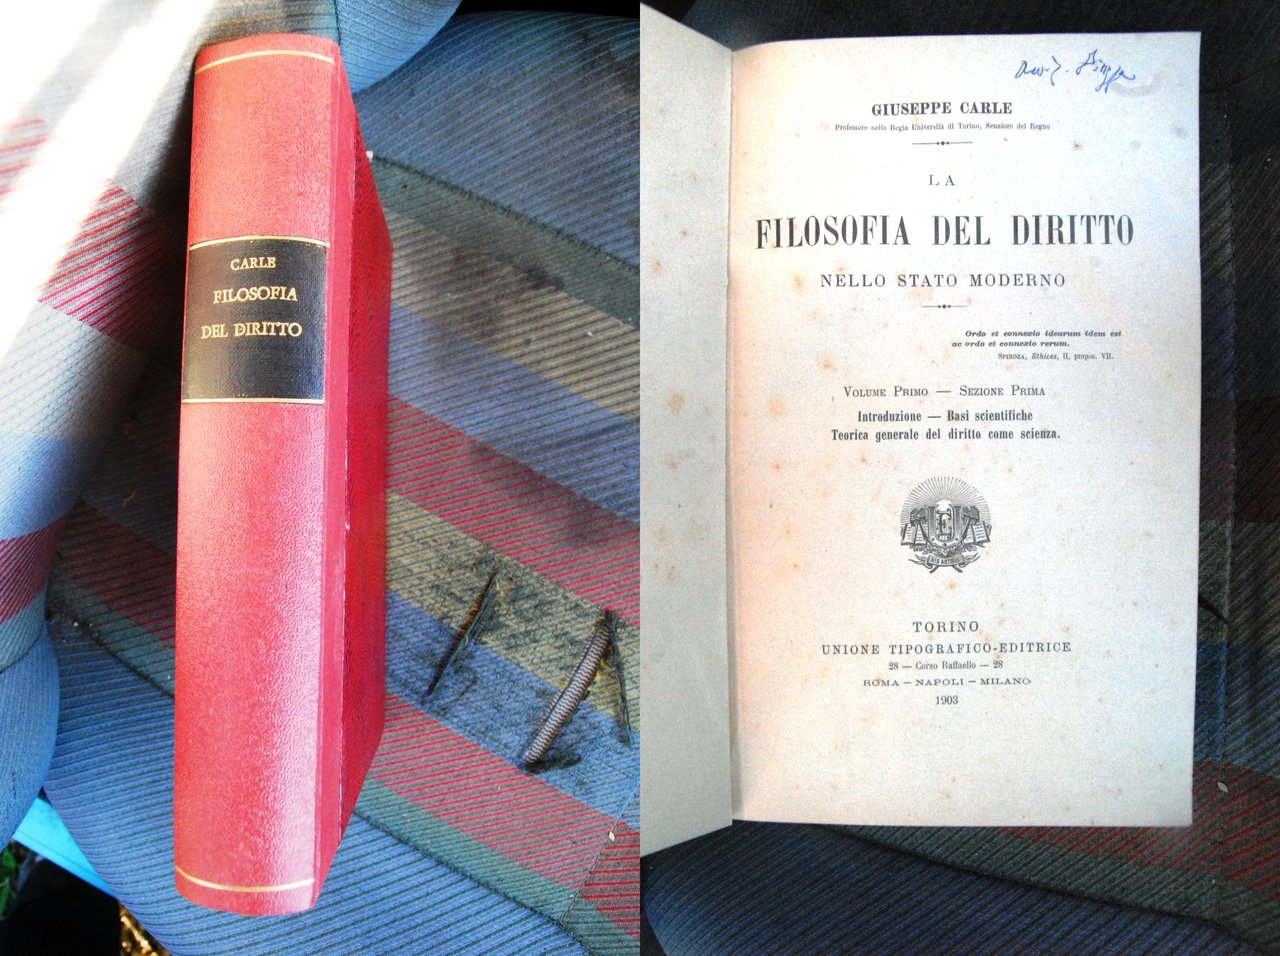 CARLE
FILOSOFIA
DEL DIRITTO
GIUSEPPE CARLE
Professore nella Regia Università di Torino, Senatore del Regno
LA
FILOSOFIA DEL DIRITTO
NELLO STATO MODERNO
Ordo et connexio idearum idem est
ac ordo et connexio rerum.
SPINOZA, Ethices, II, propos. VII.
VOLUME PRIMO — SEZIONE PRIMA
Introduzione — Basi scientifiche
Teorica generale del diritto come scienza.
TORINO
UNIONE TIPOGRAFICO-EDITRICE
28 — Corso Raffaello — 28
ROMA — NAPOLI — MILANO
1903